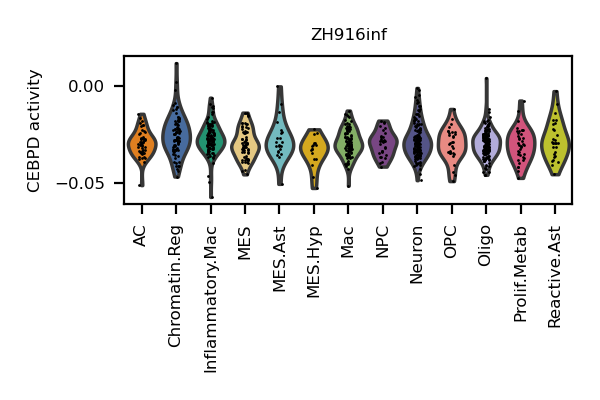 ZH916inf
CEBPD activity
0.00
−0.05
AC
Chromatin.Reg
Inflammatory.Mac
MES
MES.Ast
MES.Hyp
Mac
NPC
Neuron
OPC
Oligo
Prolif.Metab
Reactive.Ast